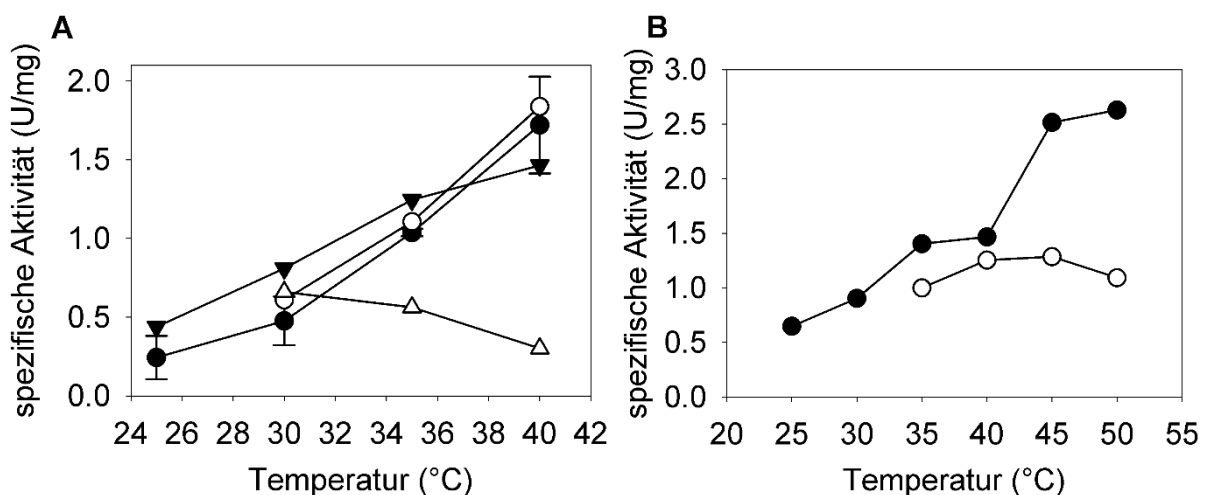 A
spezifische Aktivität (U/mg)
2.0
1.5
1.0
0.5
0.0
24 26 28 30 32 34 36 38 40 42
Temperatur (°C)
B
spezifische Aktivität (U/mg)
3.0
2.5
2.0
1.5
1.0
0.5
0.0
20 25 30 35 40 45 50 55
Temperatur (°C)